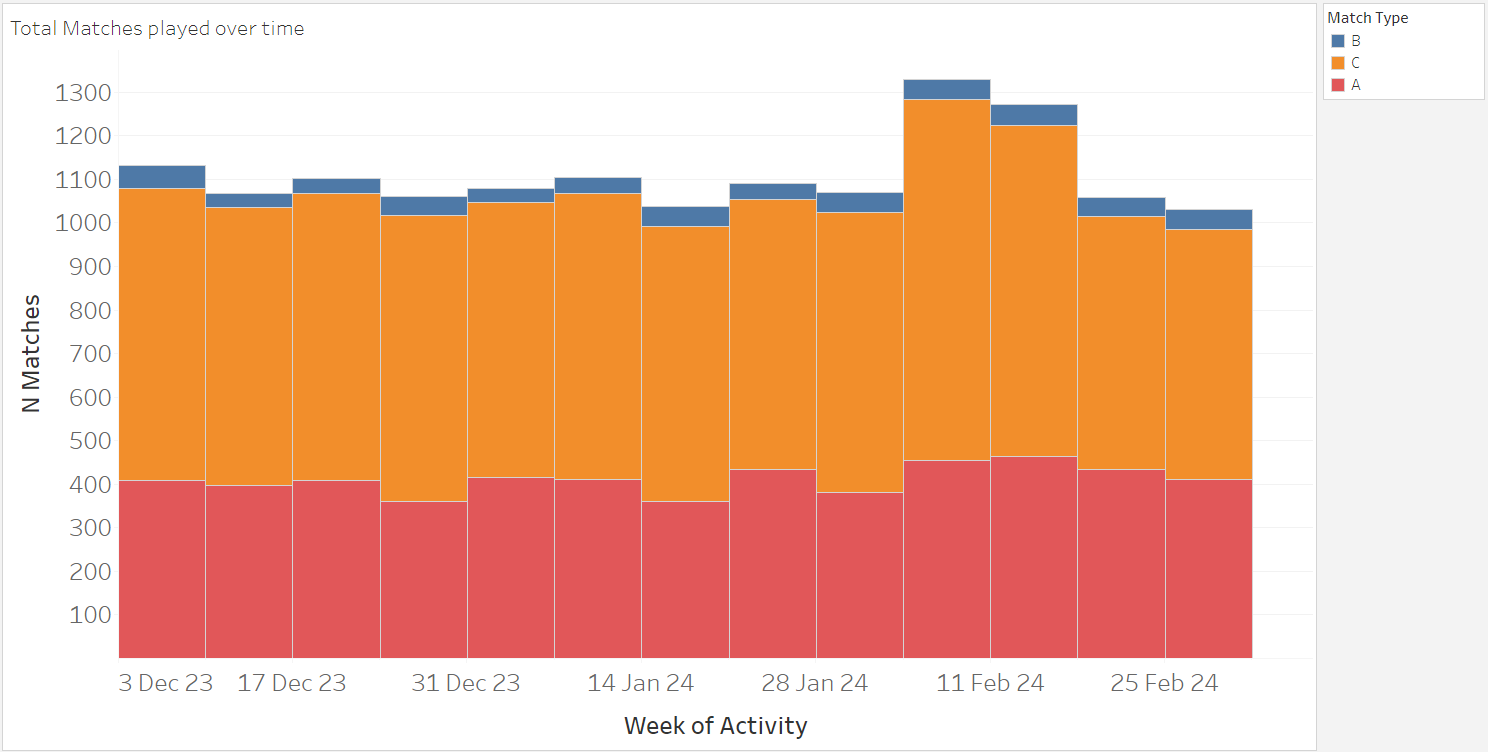 Total Matches played over time
Match Type
B
C
A
1300
1200
1100
1000
900
800
700
600
500
400
300
200
100
N Matches
3 Dec 23 17 Dec 23 31 Dec 23 14 Jan 24 28 Jan 24 11 Feb 24 25 Feb 24
Week of Activity